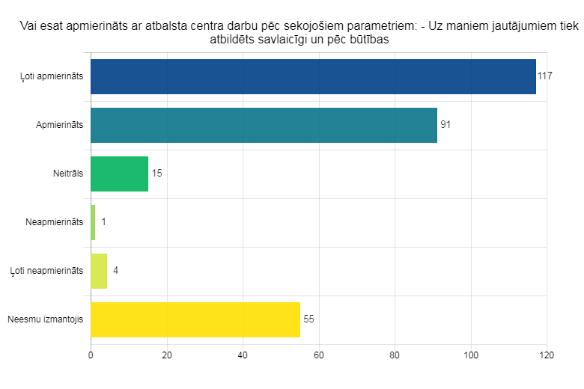 Vai esat apmierināts ar atbalsta centra darbu pēc sekojošiem parametriem: - Uz maniem jautājumiem tiek
atbildēts savlaicīgi un pēc būtības
Ļoti apmierināts
117
Apmierināts
91
Neitrāls
15
Neapmierināts
1
Ļoti neapmierināts
4
Neesmu izmantojis
55
0 20 40 60 80 100 120